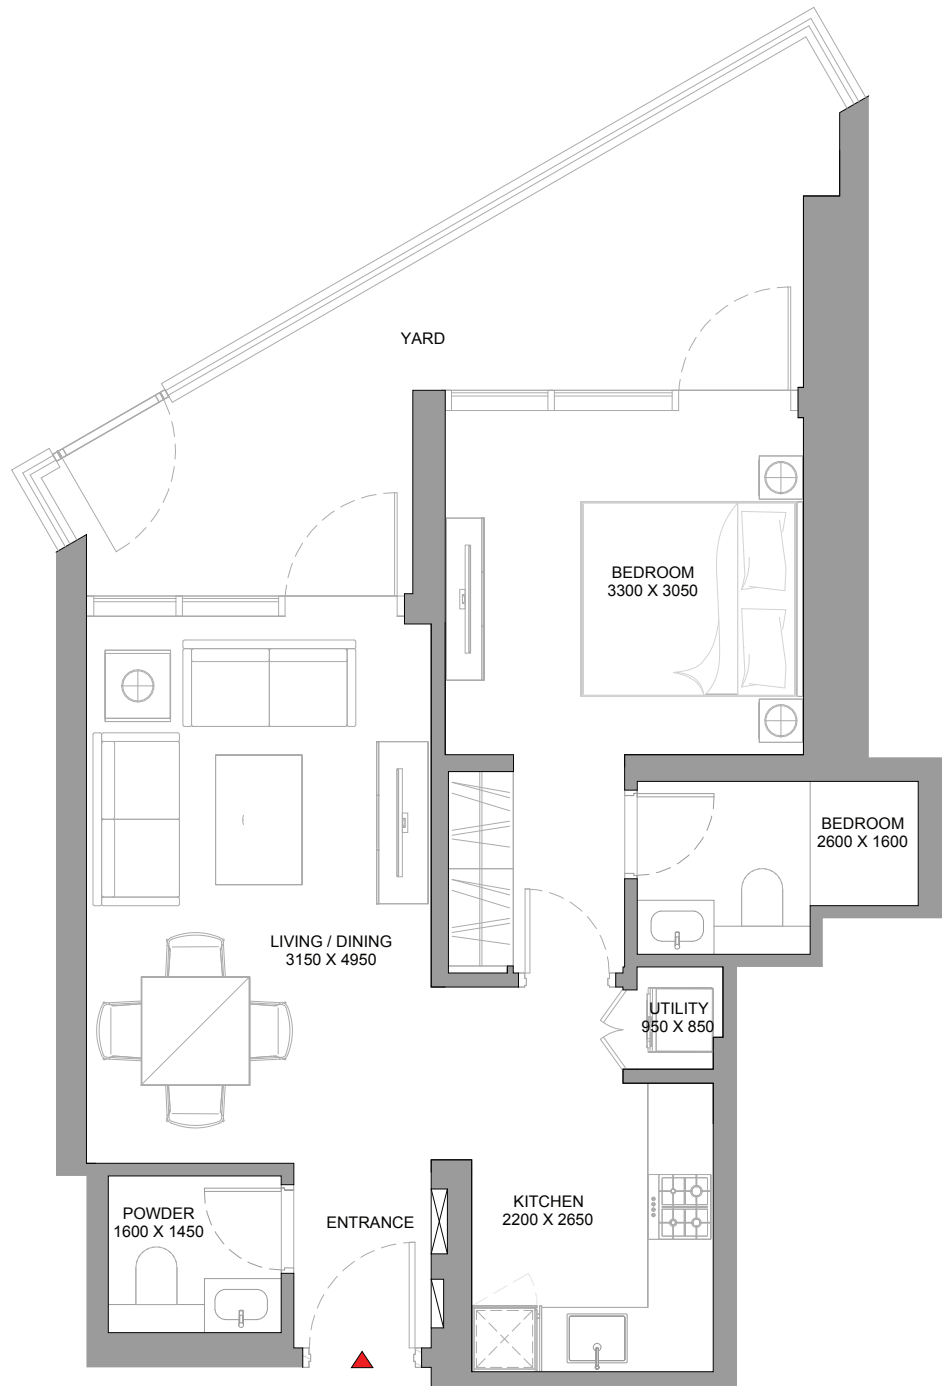 YARD
BEDROOM
3300 X 3050
BEDROOM
2600 X 1600
LIVING / DINING
3150 X 4950
UTILITY
950 X 850
KITCHEN
2200 X 2650
POWDER
1600 X 1450
ENTRANCE